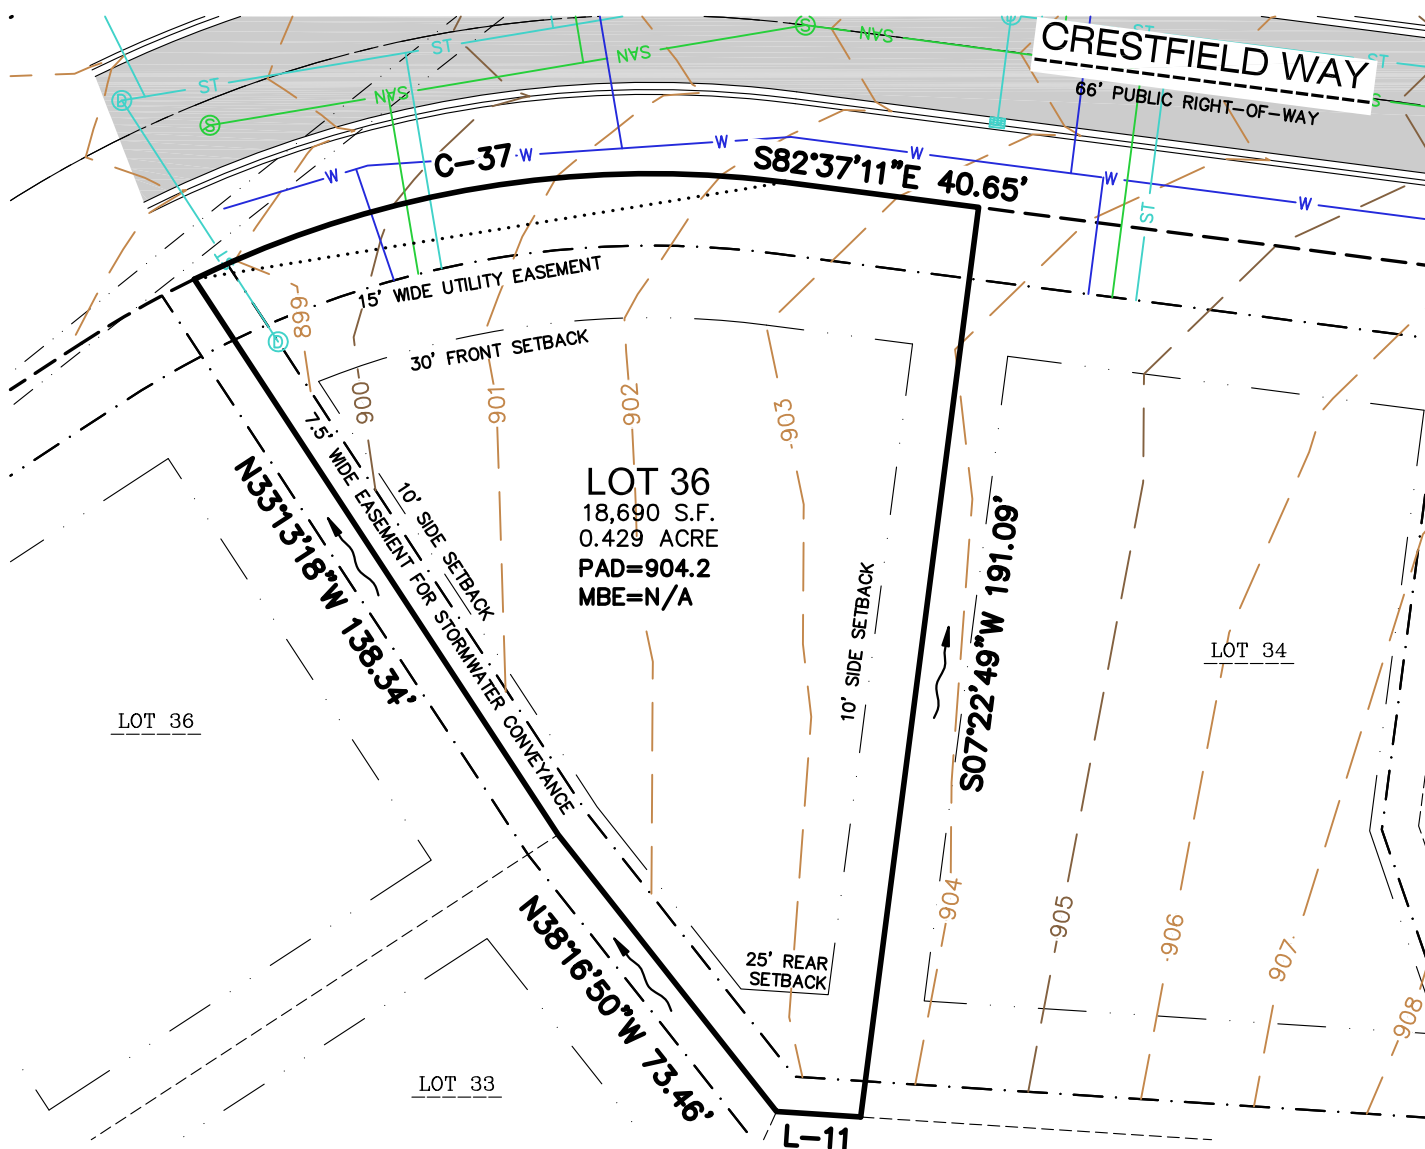 CRESTFIELD WAY
66' PUBLIC RIGHT-OF-WAY
ST
ST
ST
ST
SAN
SAN
SAN
S
S
S
D
D
ST
W
W
W
W
W
W
ST
C-37
S82°37'11"E 40.65'
15' WIDE UTILITY EASEMENT
30' FRONT SETBACK
899
900
901
902
903
7.5' WIDE EASEMENT FOR STORMWATER CONVEYANCE
10' SIDE SETBACK
N33°13'18"W 138.34'
LOT 36
18,690 S.F.
0.429 ACRE
PAD=904.2
MBE=N/A
10' SIDE SETBACK
S07°22'49"W 191.09'
LOT 34
LOT 36
904
905
906
907
908
N38°16'50"W 73.46'
25' REAR
SETBACK
LOT 33
L-11